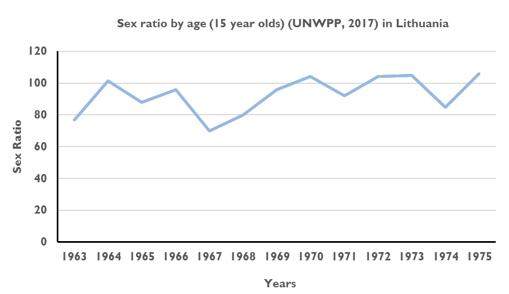 Sex ratio by age (15 year olds) (UNWPP, 2017) in Lithuania
120
100
80
60
40
20
0
Sex Ratio
1963 1964 1965 1966 1967 1968 1969 1970 1971 1972 1973 1974 1975
Years